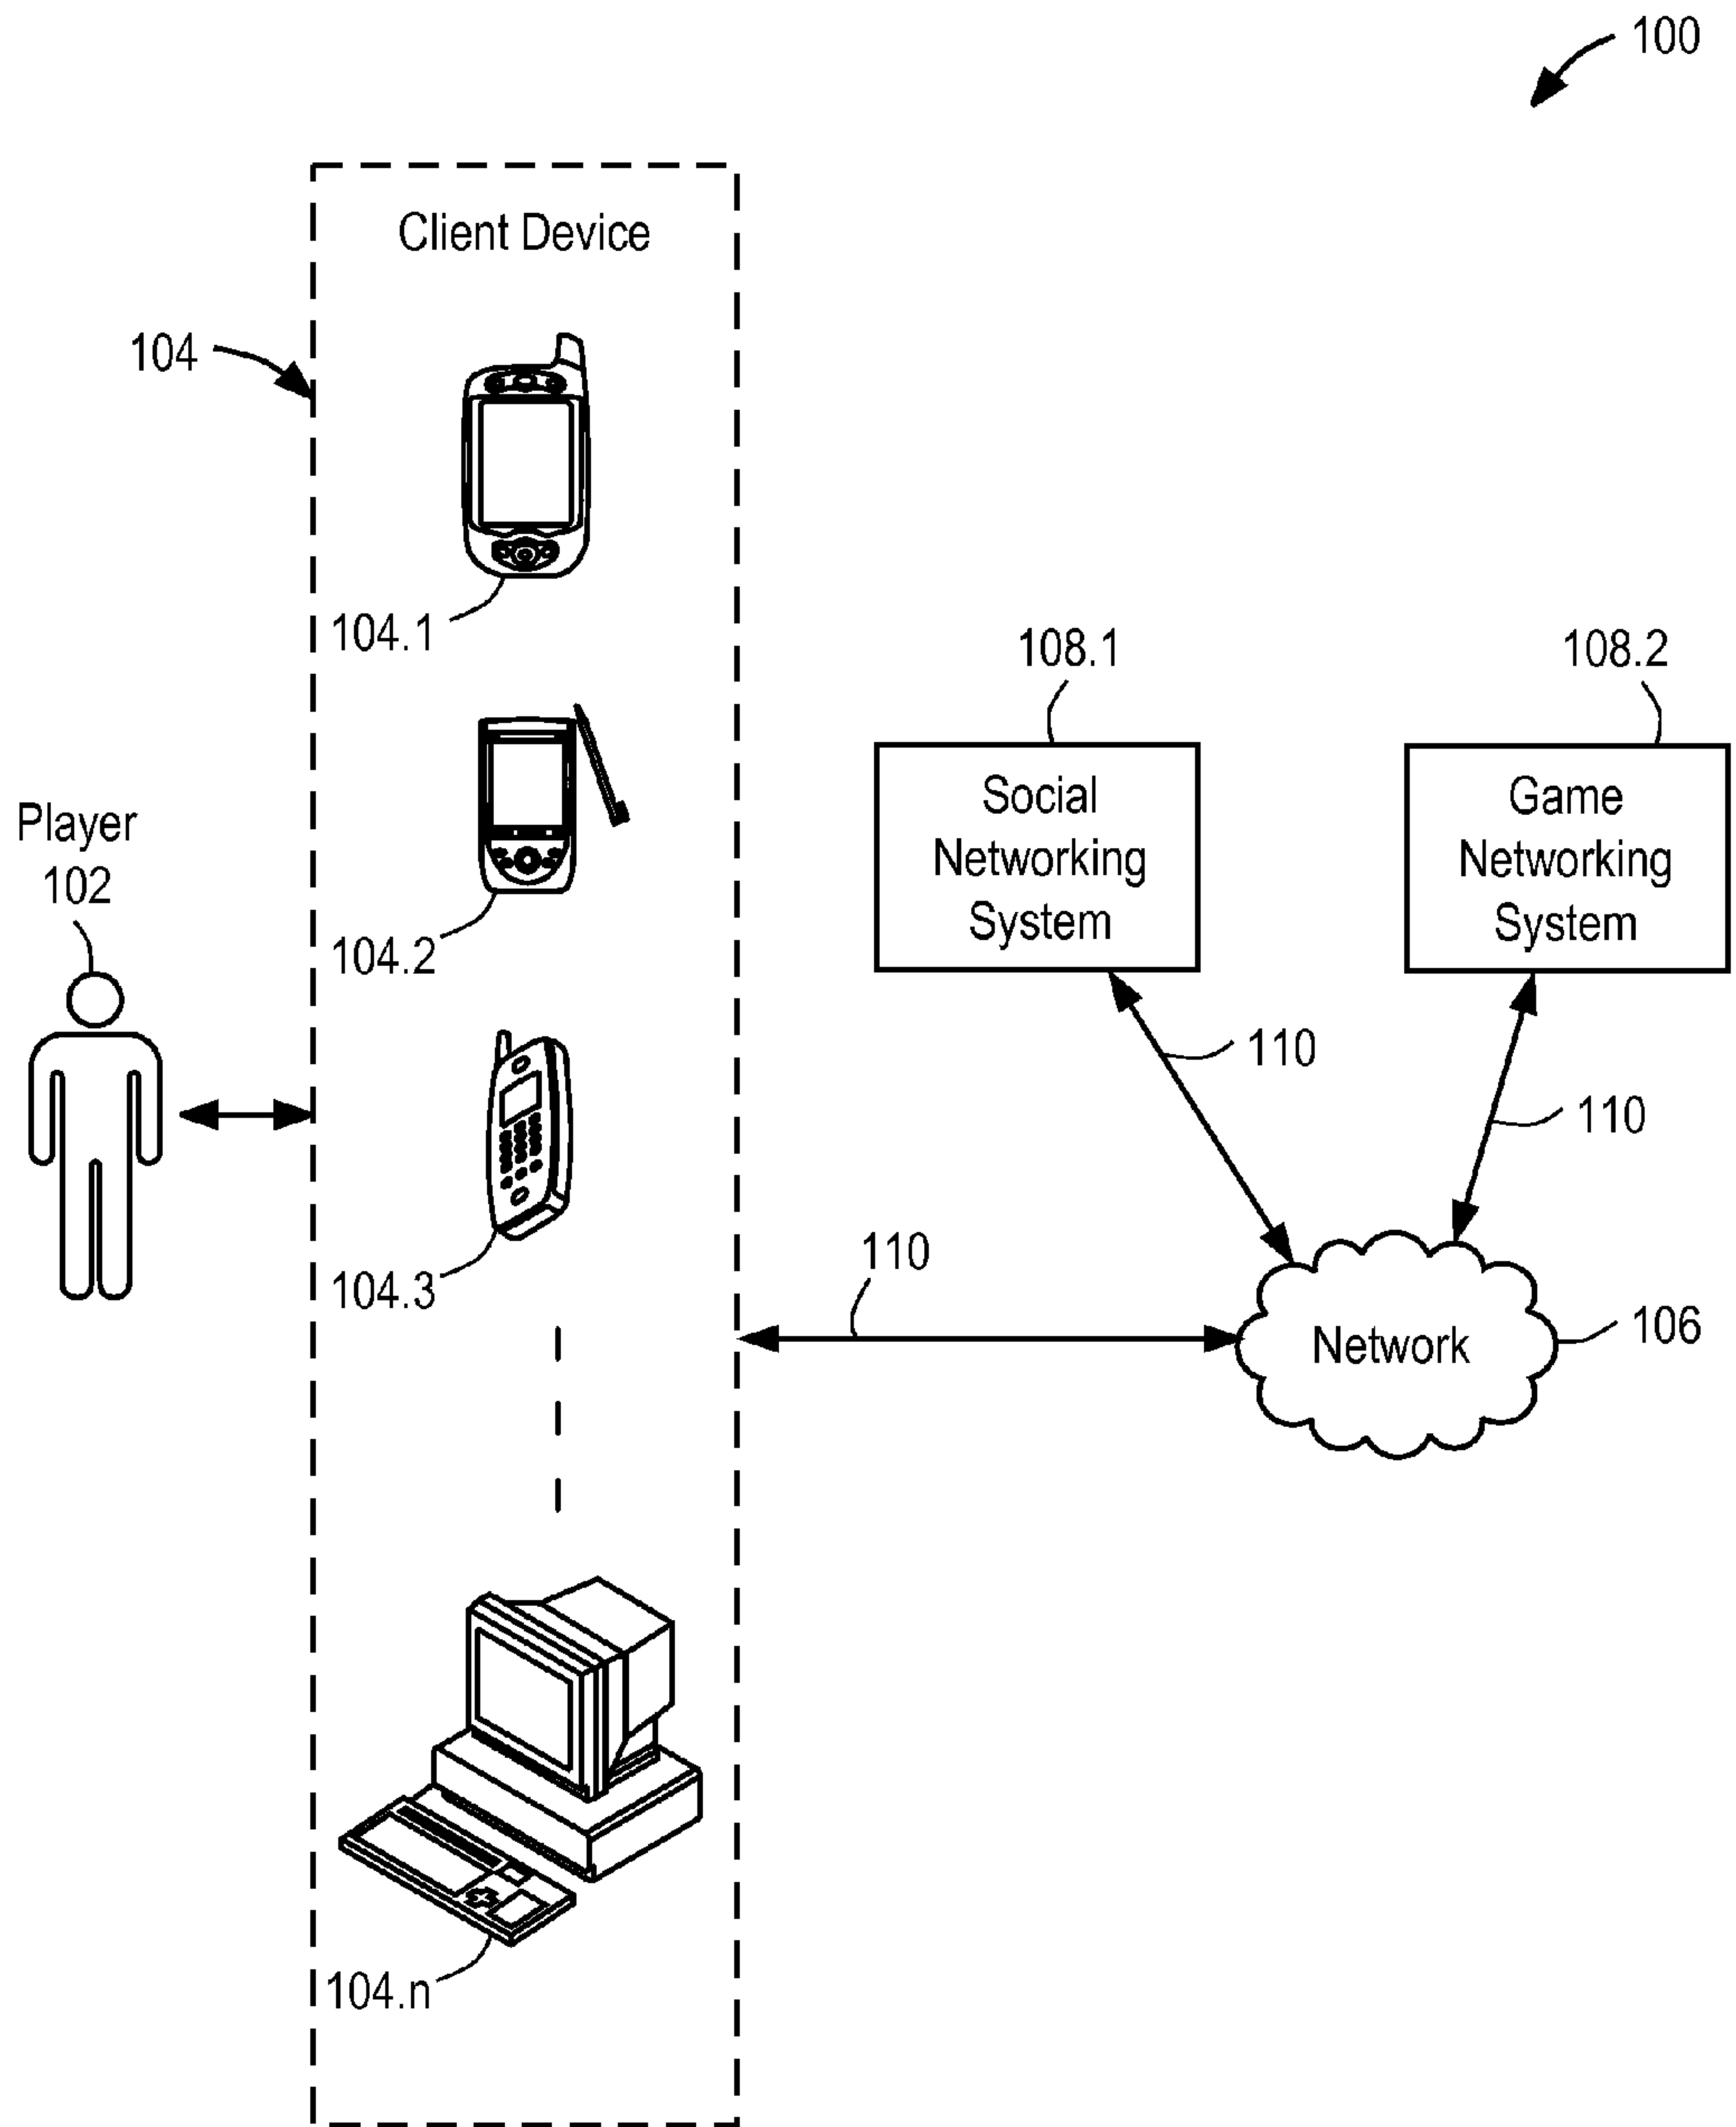 100
Client Device
104
104.1
108.1
108.2
Social
Networking
System
Game
Networking
System
Player
102
104.2
110
110
104.3
110
Network
106
104.n